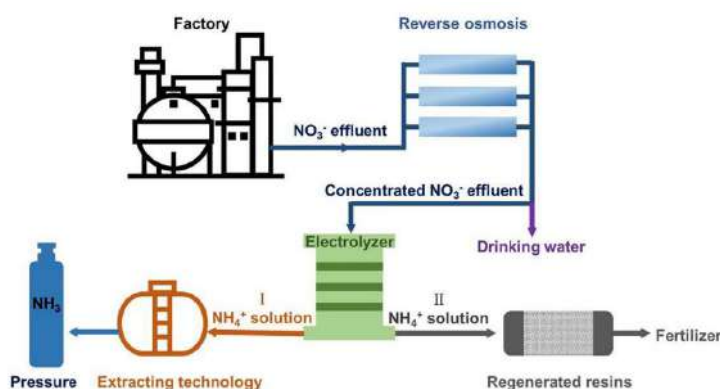 Factory
Reverse osmosis
NO₃⁻ effluent
Concentrated NO₃⁻ effluent
Electrolyzer
Drinking water
NH₃
I
NH₄⁺ solution
II
NH₄⁺ solution
Fertilizer
Pressure
Extracting technology
Regenerated resins